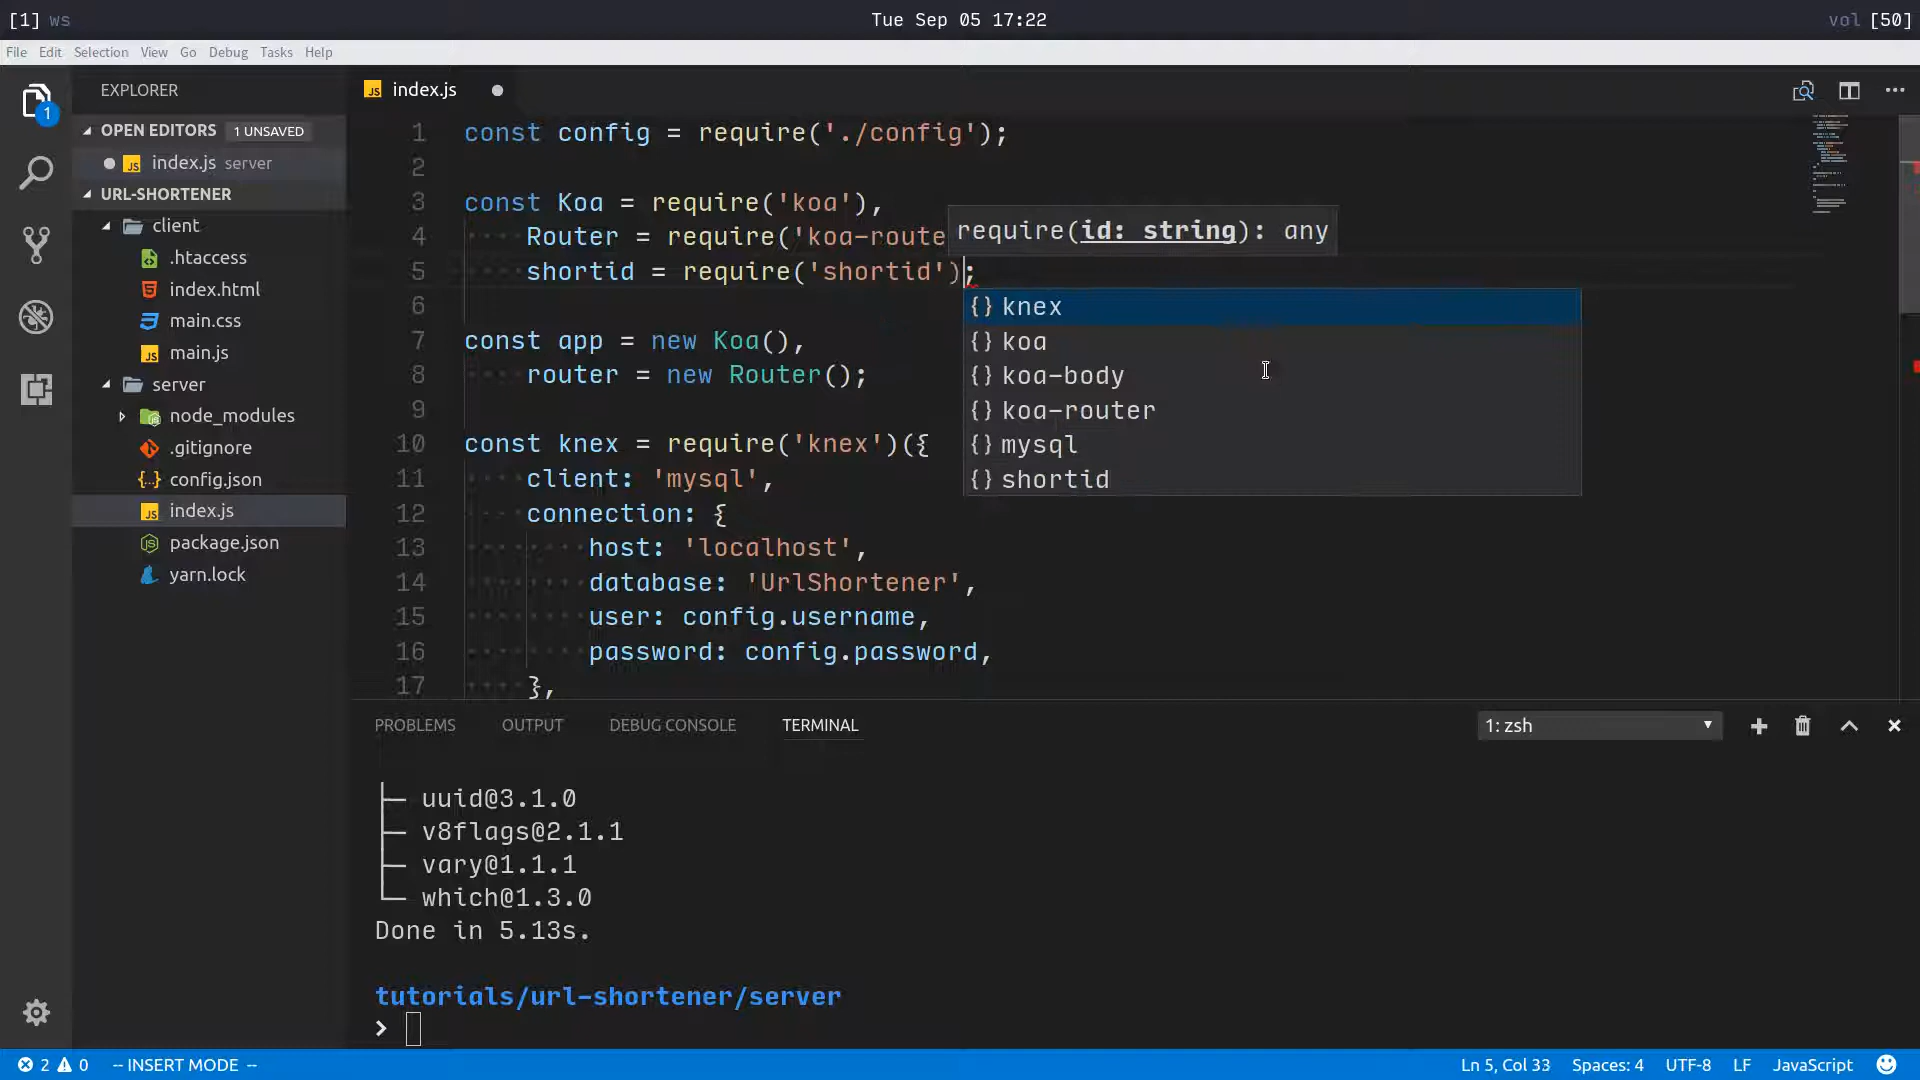 [1] ws
Tue Sep 05 17:22
vol [50]
File Edit Selection View Go Debug Tasks Help
EXPLORER
OPEN EDITORS 1 UNSAVED
index.js server
URL-SHORTENER
client
.htaccess
index.html
main.css
main.js
server
node_modules
.gitignore
config.json
index.js
package.json
yarn.lock
1
index.js
1 const config = require('./config');
2
3 const Koa = require('koa'),
4 Router = require('koa-route
5 shortid = require('shortid');
6
7 const app = new Koa(),
8 router = new Router();
9
10 const knex = require('knex')({
11 client: 'mysql',
12 connection: {
13 host: 'localhost',
14 database: 'UrlShortener',
15 user: config.username,
16 password: config.password,
17 },
require(id: string): any
{} knex
{} koa
{} koa-body
{} koa-router
{} mysql
{} shortid
PROBLEMS OUTPUT DEBUG CONSOLE TERMINAL
1: zsh
├─ uuid@3.1.0
├─ v8flags@2.1.1
├─ vary@1.1.1
└─ which@1.3.0
Done in 5.13s.
tutorials/url-shortener/server
>
2 0 -- INSERT MODE --
Ln 5, Col 33 Spaces: 4 UTF-8 LF JavaScript